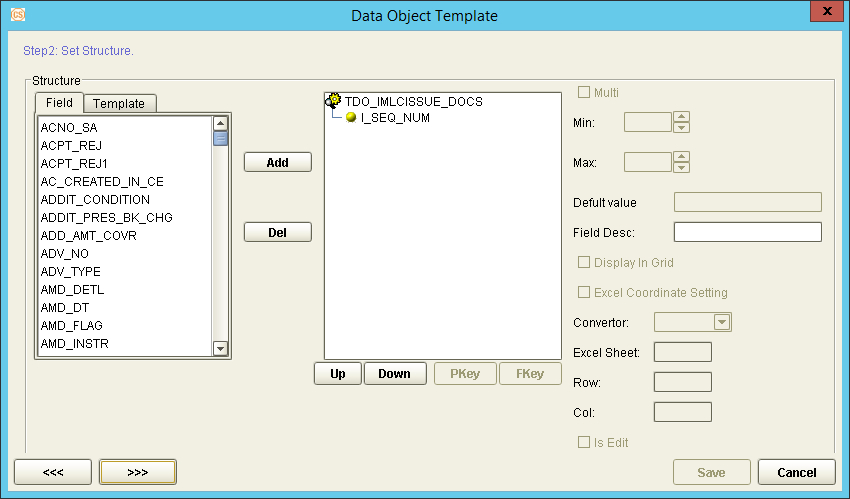 Data Object Template
Step2: Set Structure.
Structure
Field
Template
ACNO_SA
ACPT_REJ
ACPT_REJ1
AC_CREATED_IN_CE
ADDIT_CONDITION
ADDIT_PRES_BK_CHG
ADD_AMT_COVR
ADV_NO
ADV_TYPE
AMD_DETL
AMD_DT
AMD_FLAG
AMD_INSTR
Add
Del
TDO_IMLCISSUE_DOCS
I_SEQ_NUM
Up
Down
PKey
FKey
Multi
Min:
Max:
Defult value
Field Desc:
Display In Grid
Excel Coordinate Setting
Convertor:
Excel Sheet:
Row:
Col:
Is Edit
<<<
>>>
Save
Cancel